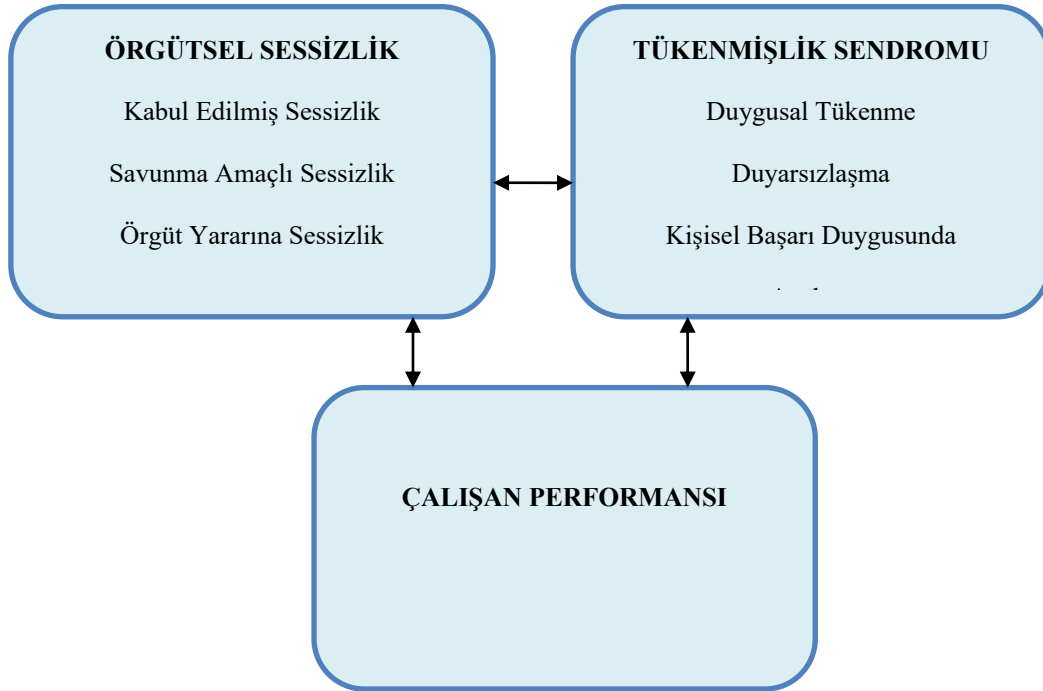 ÖRGÜTSEL SESSİZLİK
Kabul Edilmiş Sessizlik
Savunma Amaçlı Sessizlik
Örgüt Yararına Sessizlik
TÜKENMİŞLİK SENDROMU
Duygusal Tükenme
Duyarsızlaşma
Kişisel Başarı Duygusunda
ÇALIŞAN PERFORMANSI